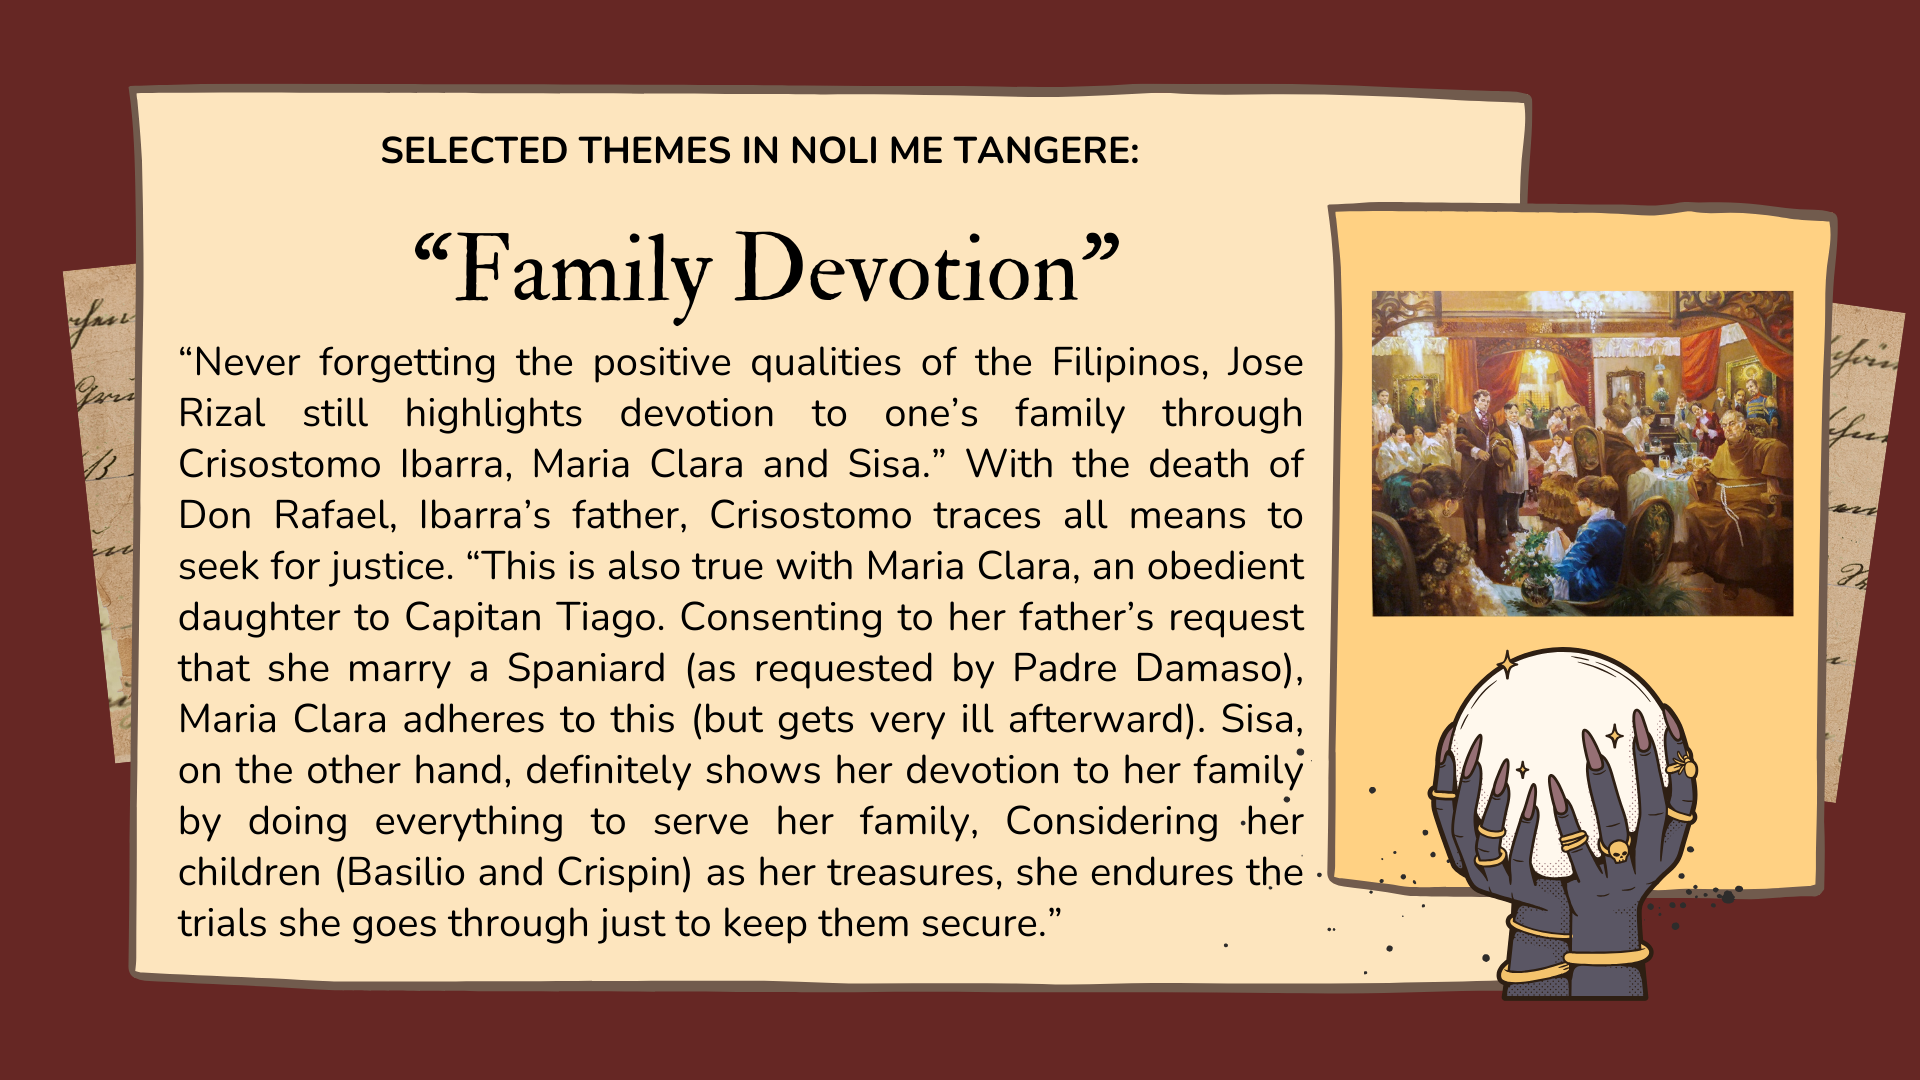 SELECTED THEMES IN NOLI ME TANGERE:
“Family Devotion”
“Never forgetting the positive qualities of the Filipinos, Jose
Rizal still highlights devotion to one’s family through
Crisostomo Ibarra, Maria Clara and Sisa.” With the death of
Don Rafael, Ibarra’s father, Crisostomo traces all means to
seek for justice. “This is also true with Maria Clara, an obedient
daughter to Capitan Tiago. Consenting to her father’s request
that she marry a Spaniard (as requested by Padre Damaso),
Maria Clara adheres to this (but gets very ill afterward). Sisa,
on the other hand, definitely shows her devotion to her family
by doing everything to serve her family, Considering her
children (Basilio and Crispin) as her treasures, she endures the
trials she goes through just to keep them secure.”